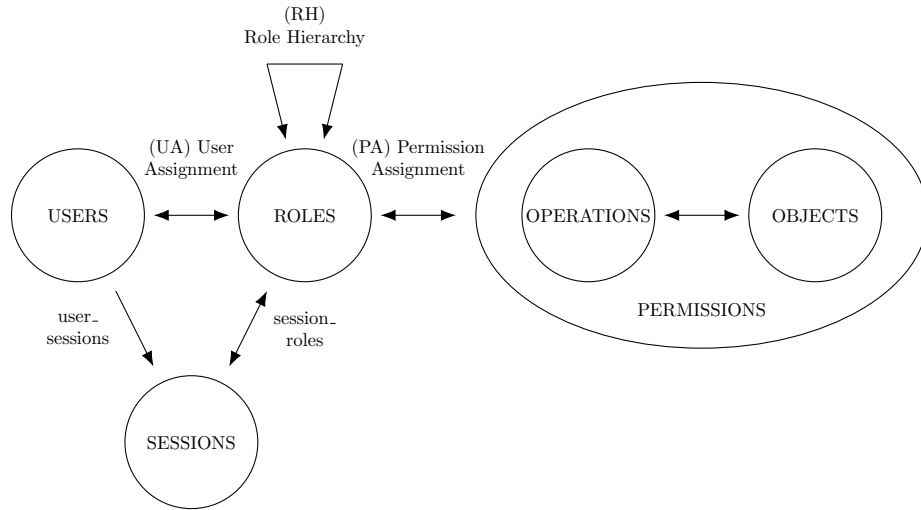 (RH)
Role Hierarchy
(UA) User
Assignment
(PA) Permission
Assignment
USERS
ROLES
OPERATIONS
OBJECTS
PERMISSIONS
user_
sessions
session_
roles
SESSIONS